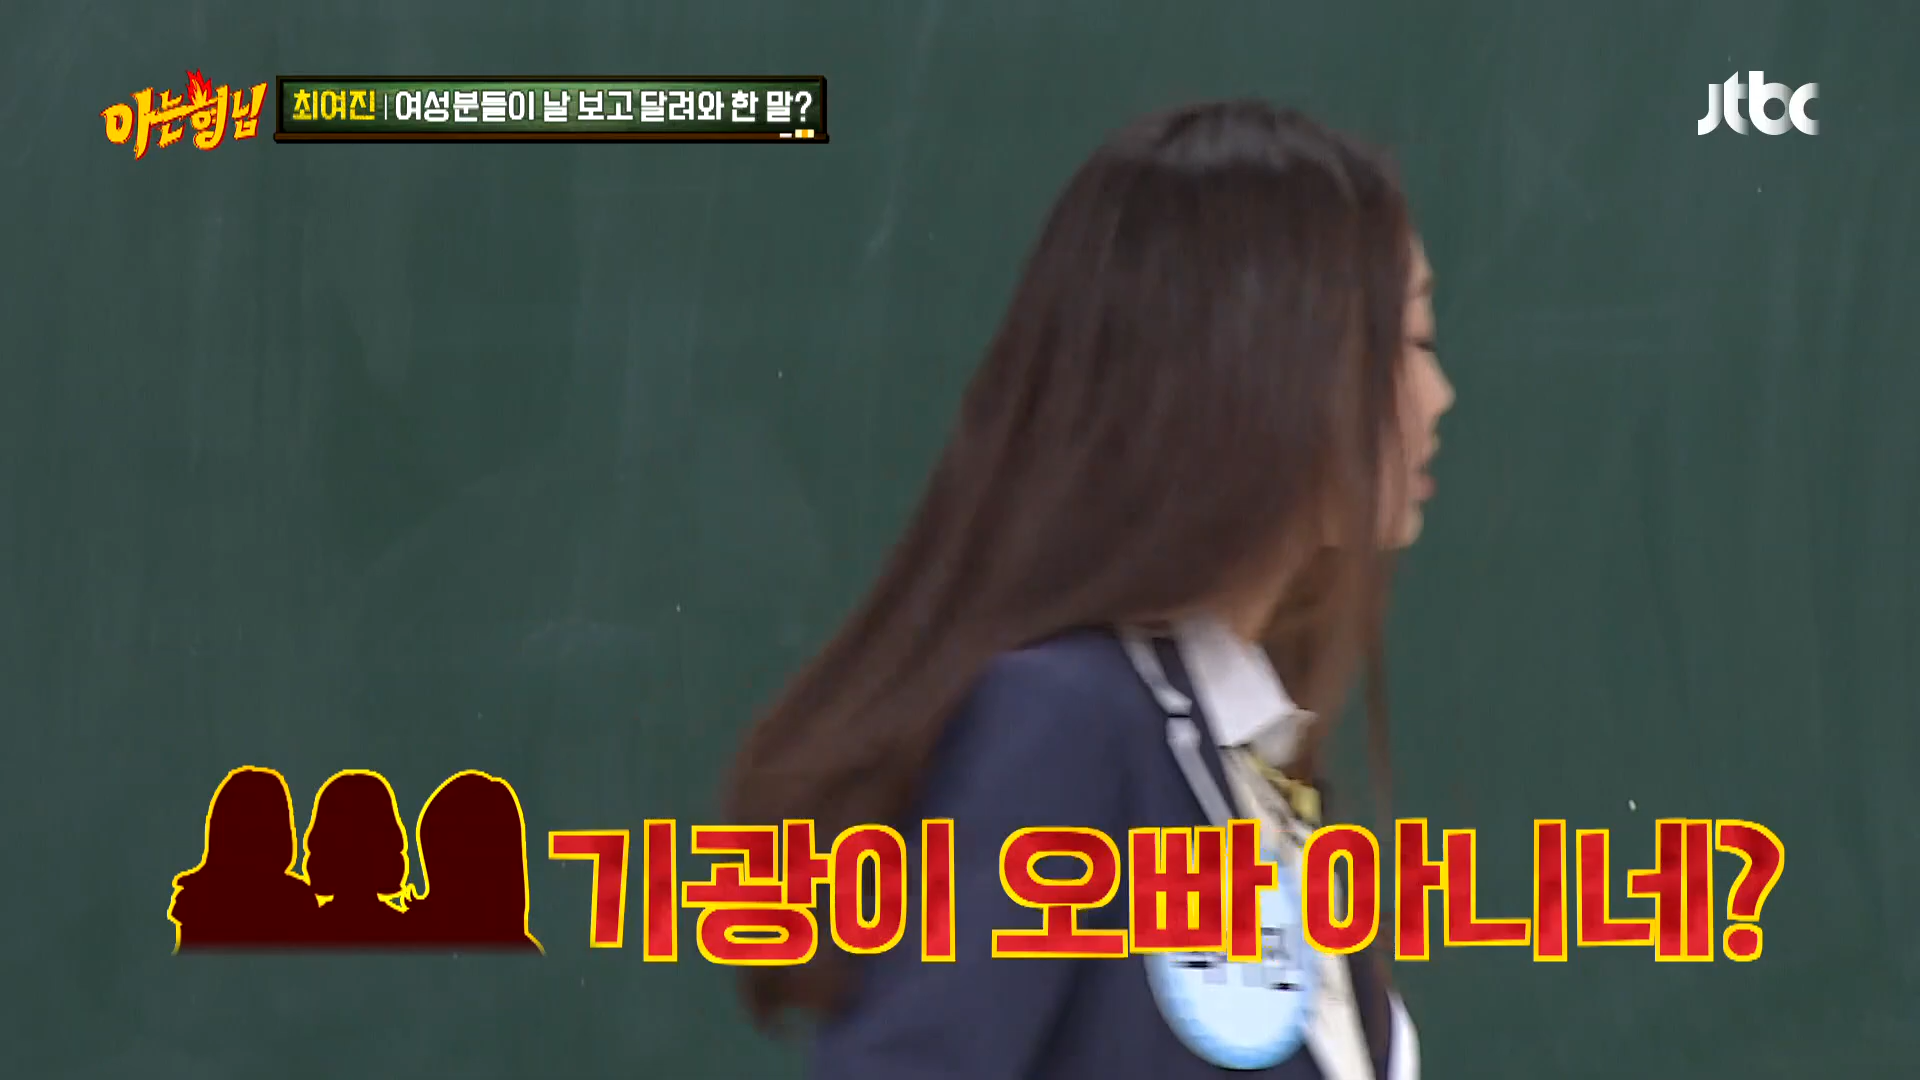 아는형님
최여진 | 여성분들이 날 보고 달려와 한 말?
jtbc
기광이 오빠 아니네?